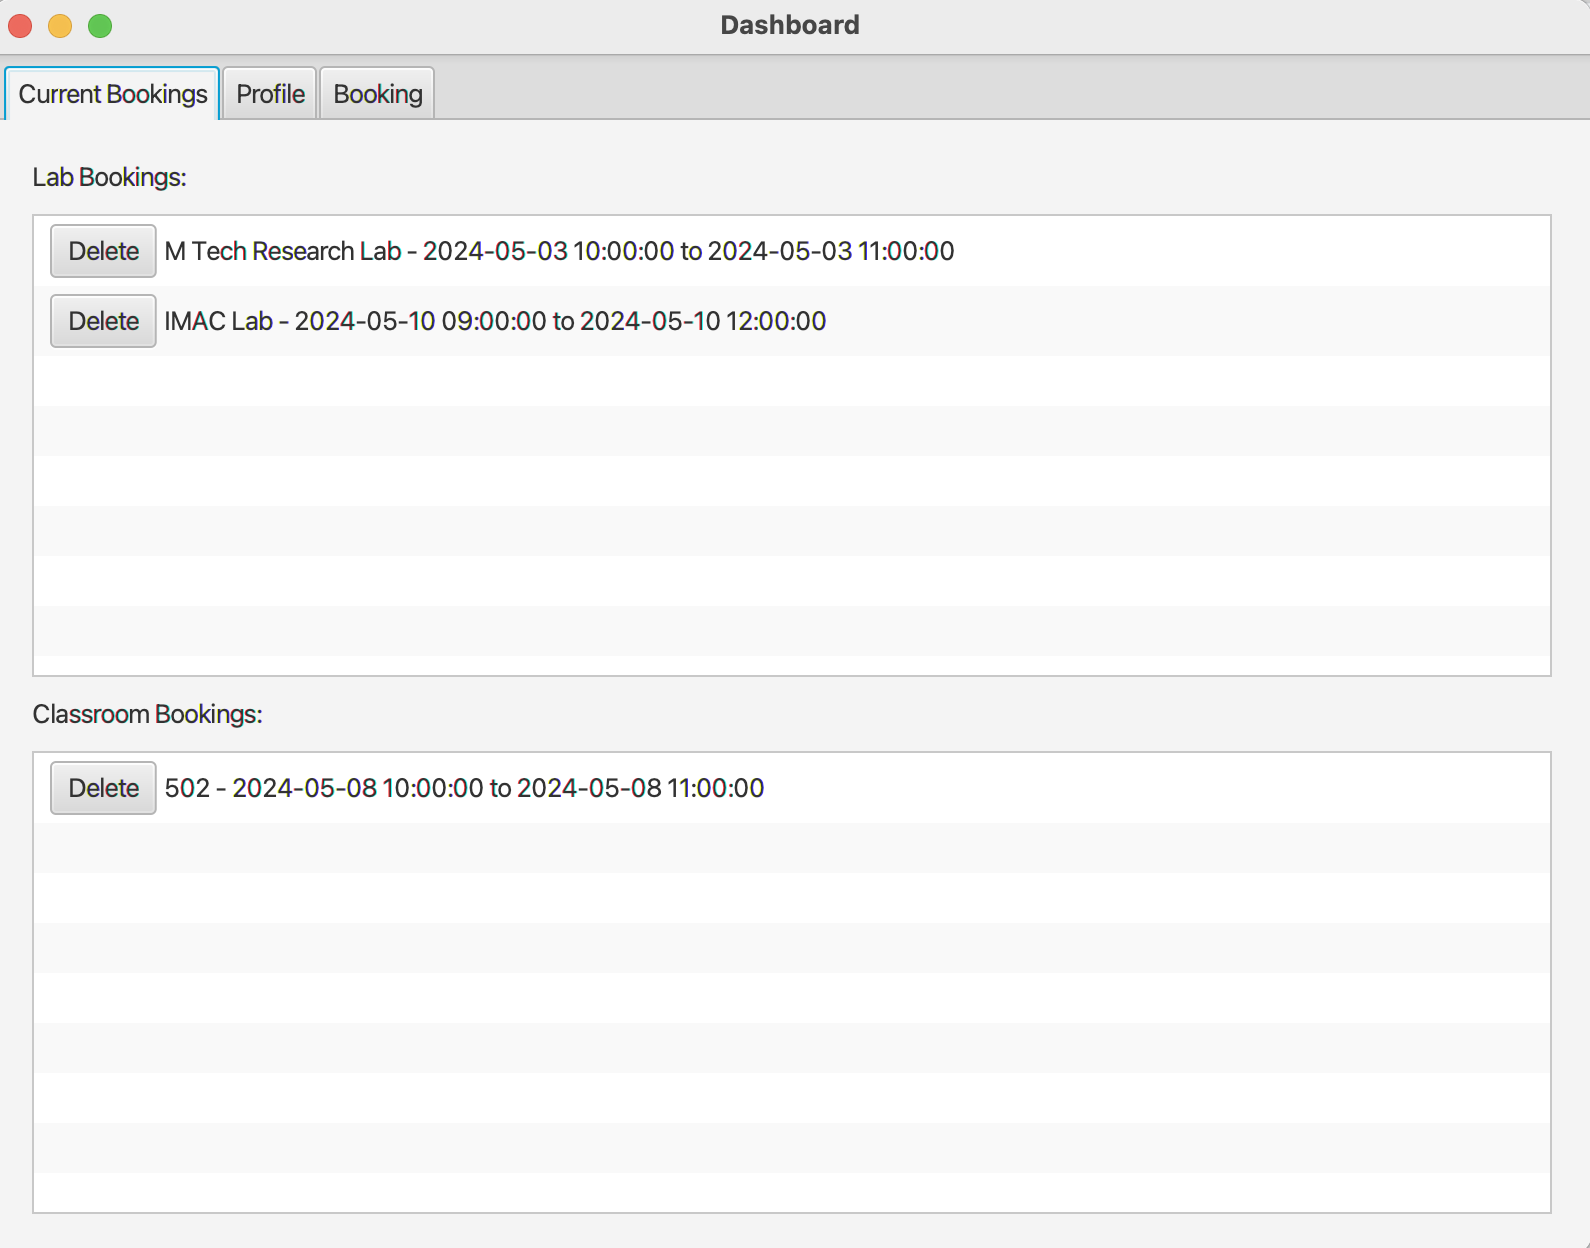 Dashboard
Current Bookings Profile Booking
Lab Bookings:
Delete M Tech Research Lab - 2024-05-03 10:00:00 to 2024-05-03 11:00:00
Delete IMAC Lab - 2024-05-10 09:00:00 to 2024-05-10 12:00:00
Classroom Bookings:
Delete 502 - 2024-05-08 10:00:00 to 2024-05-08 11:00:00